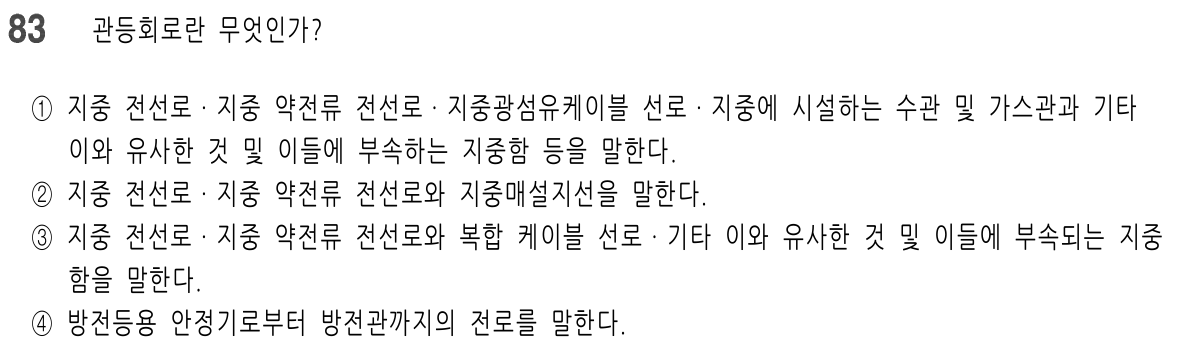 83 관등회로란 무엇인가?
① 지중 전선로·지중 약전류 전선로·지중광섬유케이블 선로·지중에 시설하는 수관 및 가스관과 기타
이와 유사한 것 및 이들에 부속하는 지중함 등을 말한다.
② 지중 전선로·지중 약전류 전선로와 지중매설지선을 말한다.
③ 지중 전선로·지중 약전류 전선로와 복합 케이블 선로·기타 이와 유사한 것 및 이들에 부속되는 지중
함을 말한다.
④ 방전등용 안정기로부터 방전관까지의 전로를 말한다.